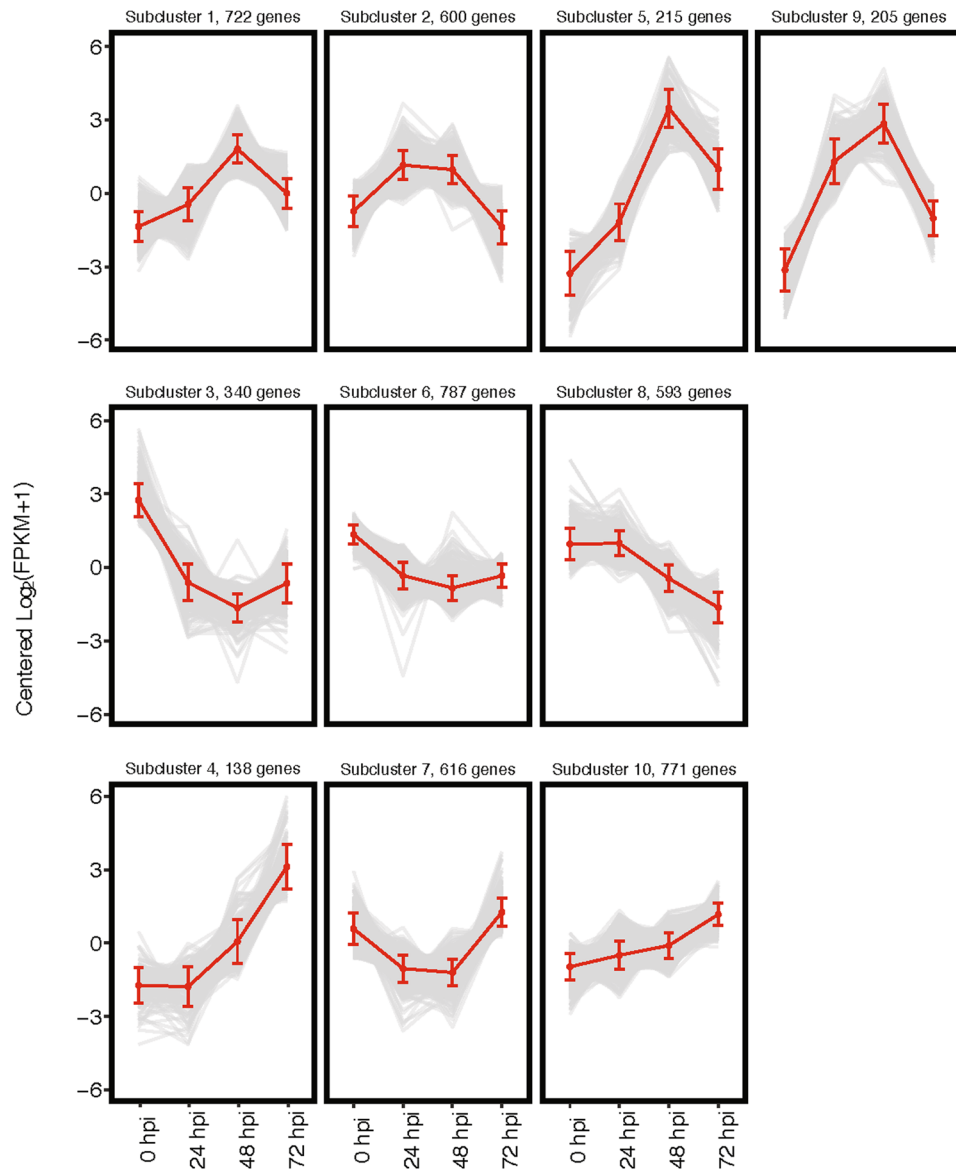 Subcluster 1, 722 genes
Subcluster 2, 600 genes
Subcluster 5, 215 genes
Subcluster 9, 205 genes
6
3
0
−3
−6
Subcluster 3, 340 genes
Subcluster 6, 787 genes
Subcluster 8, 593 genes
Centered Log₂(FPKM+1)
6
3
0
−3
−6
Subcluster 4, 138 genes
Subcluster 7, 616 genes
Subcluster 10, 771 genes
6
3
0
−3
−6
0 hpi
24 hpi
48 hpi
72 hpi
0 hpi
24 hpi
48 hpi
72 hpi
0 hpi
24 hpi
48 hpi
72 hpi